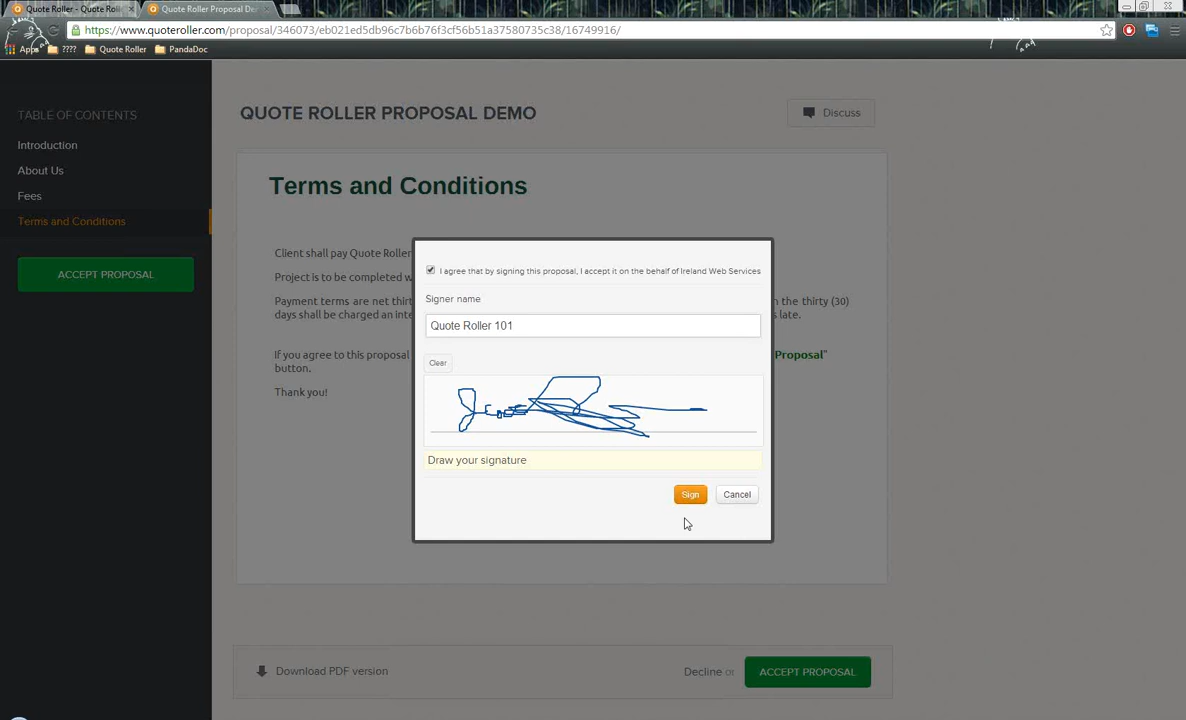 Quote Roller - Quote Roll
Quote Roller Proposal De
https://www.quoteroller.com/proposal/346073/eb021ed5db96c7b6b76f3cf56b51a37580735c38/16749916/
Apps ???? Quote Roller PandaDoc
TABLE OF CONTENTS
Introduction
About Us
Fees
Terms and Conditions
ACCEPT PROPOSAL
QUOTE ROLLER PROPOSAL DEMO
Discuss
Terms and Conditions
Client shall pay Quote Roller
Project is to be completed w
Payment terms are net thirt
n the thirty (30)
days shall be charged an inte
s late.
If you agree to this proposal
Proposal"
button.
Thank you!
I agree that by signing this proposal, I accept it on the behalf of Ireland Web Services
Signer name
Quote Roller 101
Clear
Draw your signature
Sign Cancel
Download PDF version
Decline or
ACCEPT PROPOSAL